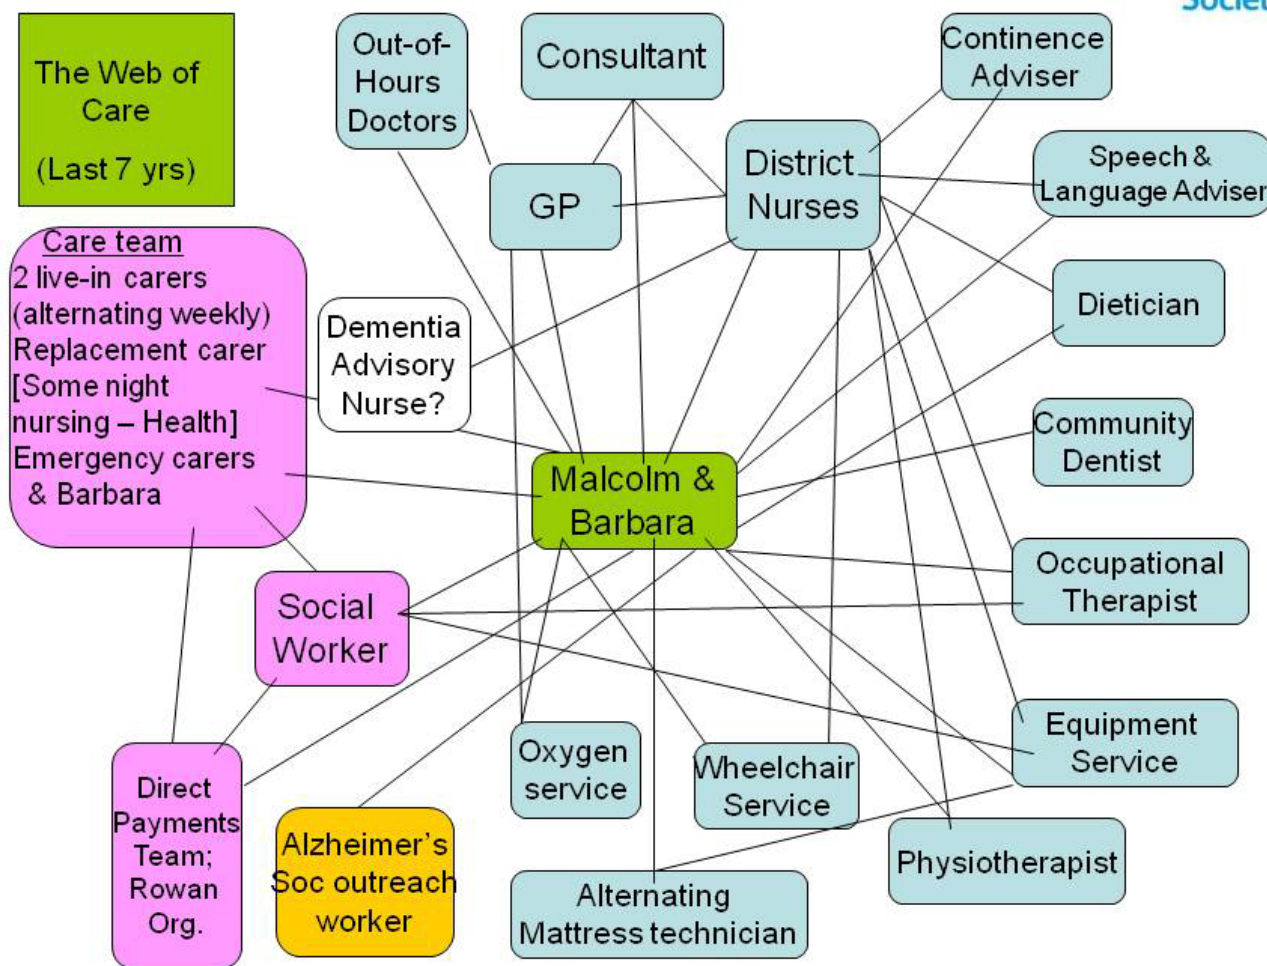 Societ
The Web of
Care
(Last 7 yrs)
Out-of-
Hours
Doctors
Consultant
Continence
Adviser
GP
District
Nurses
Speech &
Language Adviser
Care team
2 live-in carers
(alternating weekly)
Replacement carer
[Some night
nursing – Health]
Emergency carers
& Barbara
Dementia
Advisory
Nurse?
Dietician
Malcolm &
Barbara
Community
Dentist
Social
Worker
Occupational
Therapist
Direct
Payments
Team;
Rowan
Org.
Alzheimer's
Soc outreach
worker
Oxygen
service
Wheelchair
Service
Equipment
Service
Alternating
Mattress technician
Physiotherapist